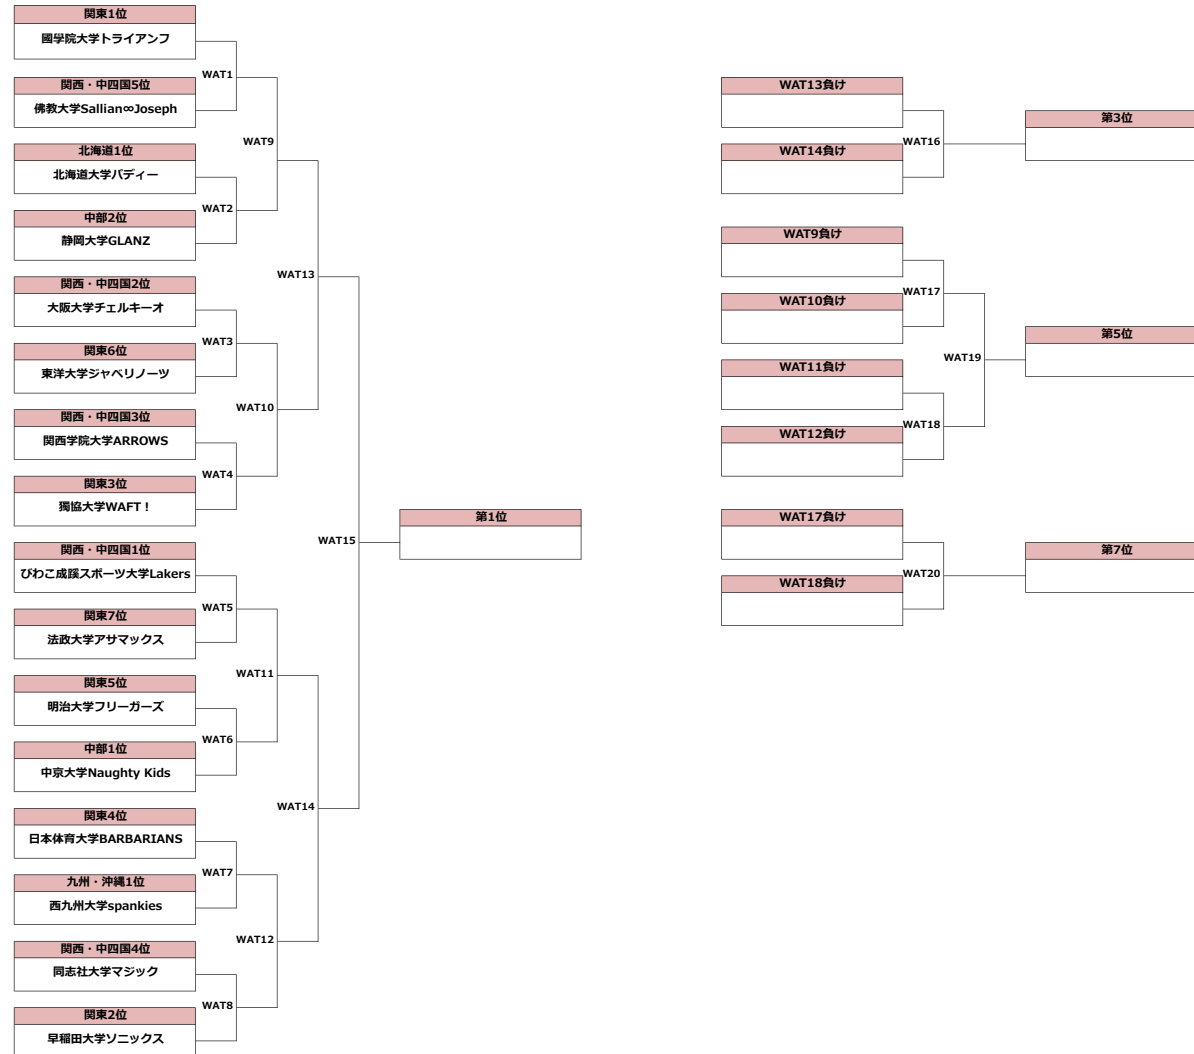 関東1位
國學院大学トライアンフ
WAT1
関西・中四国5位
佛教大学Sallian∞Joseph
WAT9
北海道1位
北海道大学バディー
WAT2
中部2位
静岡大学GLANZ
WAT13
関西・中四国2位
大阪大学チェルキーオ
WAT3
関東6位
東洋大学ジャベリノーツ
WAT10
関西・中四国3位
関西学院大学ARROWS
WAT4
関東3位
獨協大学WAFT！
WAT15
第1位
関西・中四国1位
びわこ成蹊スポーツ大学Lakers
WAT5
関東7位
法政大学アサマックス
WAT11
関東5位
明治大学フリーガーズ
WAT6
中部1位
中京大学Naughty Kids
WAT14
関東4位
日本体育大学BARBARIANS
WAT7
九州・沖縄1位
西九州大学spankies
WAT12
関西・中四国4位
同志社大学マジック
WAT8
関東2位
早稲田大学ソニックス
WAT13負け
WAT16
第3位
WAT14負け
WAT9負け
WAT17
WAT10負け
WAT19
第5位
WAT11負け
WAT18
WAT12負け
WAT17負け
WAT20
第7位
WAT18負け